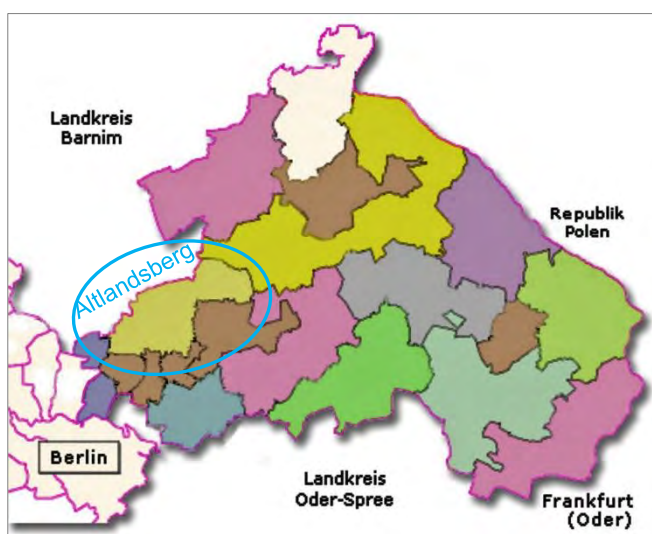 Landkreis
Barnim
Republik
Polen
Altlandsberg
Berlin
Landkreis
Oder-Spree
Frankfurt
(Oder)